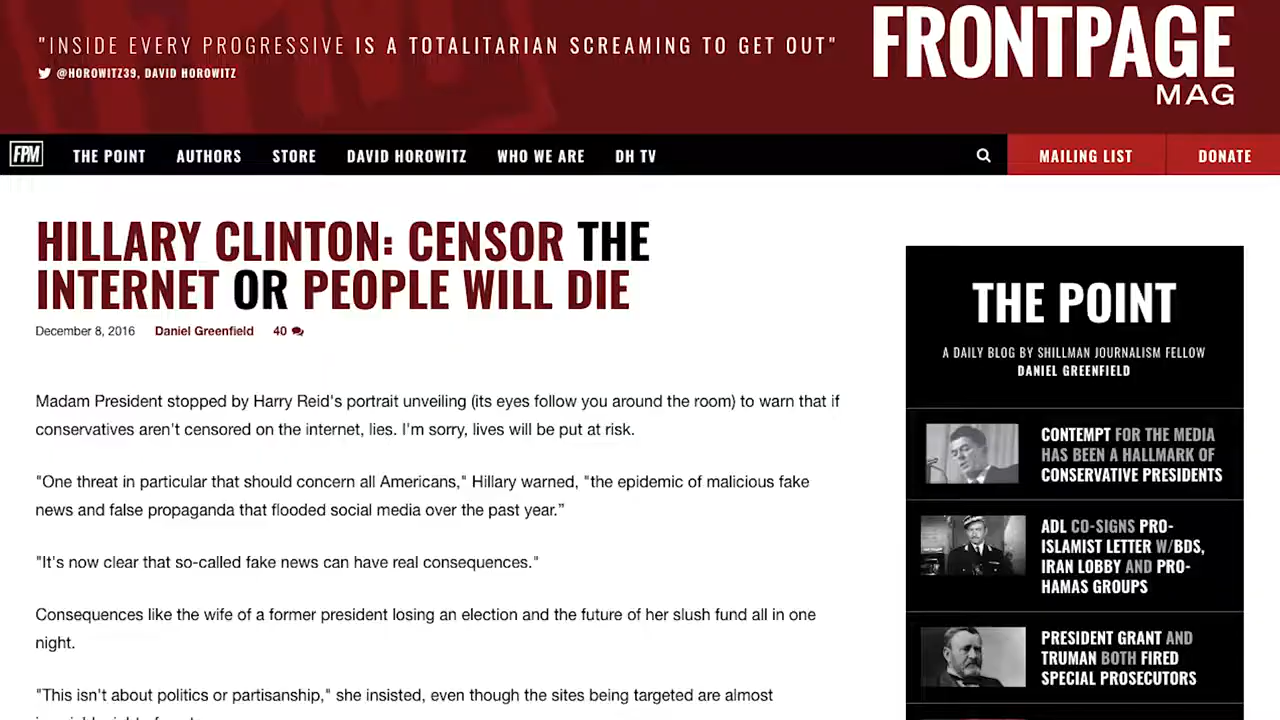 "INSIDE EVERY PROGRESSIVE IS A TOTALITARIAN SCREAMING TO GET OUT"
@HOROWITZ39, DAVID HOROWITZ
FRONTPAGE
MAG
FPM THE POINT AUTHORS STORE DAVID HOROWITZ WHO WE ARE DH TV MAILING LIST DONATE
HILLARY CLINTON: CENSOR THE
INTERNET OR PEOPLE WILL DIE
December 8, 2016 Daniel Greenfield 40
Madam President stopped by Harry Reid's portrait unveiling (its eyes follow you around the room) to warn that if
conservatives aren't censored on the internet, lies. I'm sorry, lives will be put at risk.
"One threat in particular that should concern all Americans," Hillary warned, "the epidemic of malicious fake
news and false propaganda that flooded social media over the past year.”
"It's now clear that so-called fake news can have real consequences."
Consequences like the wife of a former president losing an election and the future of her slush fund all in one
night.
"This isn't about politics or partisanship," she insisted, even though the sites being targeted are almost
THE POINT
A DAILY BLOG BY SHILLMAN JOURNALISM FELLOW
DANIEL GREENFIELD
CONTEMPT FOR THE MEDIA
HAS BEEN A HALLMARK OF
CONSERVATIVE PRESIDENTS
ADL CO-SIGNS PRO-
ISLAMIST LETTER W/BDS,
IRAN LOBBY AND PRO-
HAMAS GROUPS
PRESIDENT GRANT AND
TRUMAN BOTH FIRED
SPECIAL PROSECUTORS